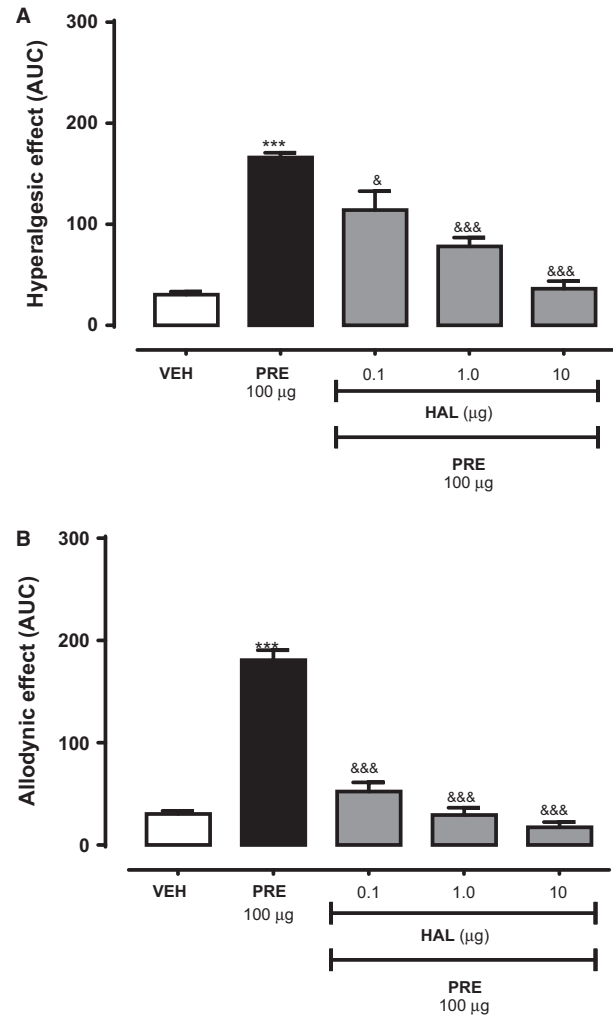 A
300
200
100
0
Hyperalgesic effect (AUC)
***
&
&&&
&&&
VEH
PRE
100 μg
0.1
1.0
10
HAL (μg)
PRE
100 μg
B
300
200
100
0
Allodynic effect (AUC)
***
&&&
&&&
&&&
VEH
PRE
100 μg
0.1
1.0
10
HAL (μg)
PRE
100 μg